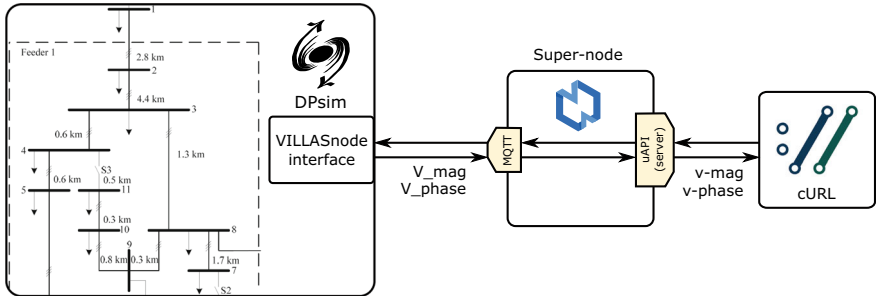 1
Feeder 1
2.8 km
2
4.4 km
3
0.6 km
1.3 km
4
S3
0.6 km
0.5 km
5
11
0.3 km
10
8
9
0.8 km
0.3 km
1.7 km
7
S2
DPsim
VILLASnode
interface
V_mag
V_phase
Super-node
MQTT
uAPI
(server)
v-mag
v-phase
cURL